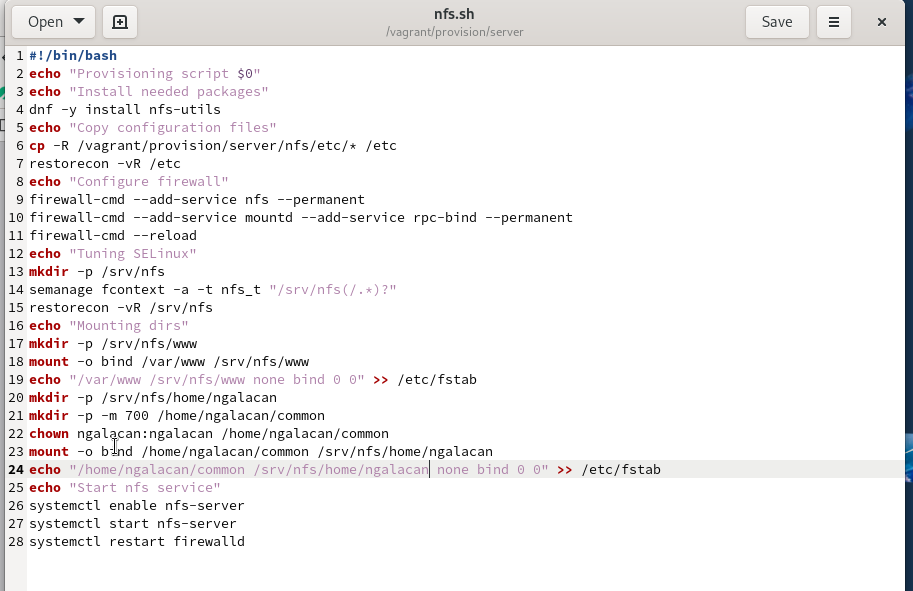 Open
nfs.sh
/vagrant/provision/server
Save
1 #!/bin/bash
2 echo "Provisioning script $0"
3 echo "Install needed packages"
4 dnf -y install nfs-utils
5 echo "Copy configuration files"
6 cp -R /vagrant/provision/server/nfs/etc/* /etc
7 restorecon -vR /etc
8 echo "Configure firewall"
9 firewall-cmd --add-service nfs --permanent
10 firewall-cmd --add-service mountd --add-service rpc-bind --permanent
11 firewall-cmd --reload
12 echo "Tuning SELinux"
13 mkdir -p /srv/nfs
14 semanage fcontext -a -t nfs_t "/srv/nfs(/.*)?"
15 restorecon -vR /srv/nfs
16 echo "Mounting dirs"
17 mkdir -p /srv/nfs/www
18 mount -o bind /var/www /srv/nfs/www
19 echo "/var/www /srv/nfs/www none bind 0 0" >> /etc/fstab
20 mkdir -p /srv/nfs/home/ngalacan
21 mkdir -p -m 700 /home/ngalacan/common
22 chown ngalacan:ngalacan /home/ngalacan/common
23 mount -o bind /home/ngalacan/common /srv/nfs/home/ngalacan
24 echo "/home/ngalacan/common /srv/nfs/home/ngalacan none bind 0 0" >> /etc/fstab
25 echo "Start nfs service"
26 systemctl enable nfs-server
27 systemctl start nfs-server
28 systemctl restart firewalld